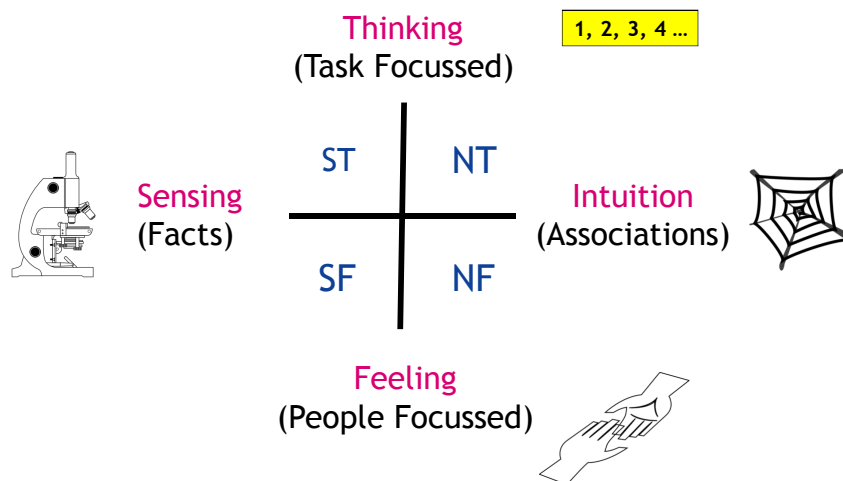 Thinking
(Task Focussed)
1, 2, 3, 4 ...
ST
NT
Sensing
(Facts)
Intuition
(Associations)
SF
NF
Feeling
(People Focussed)